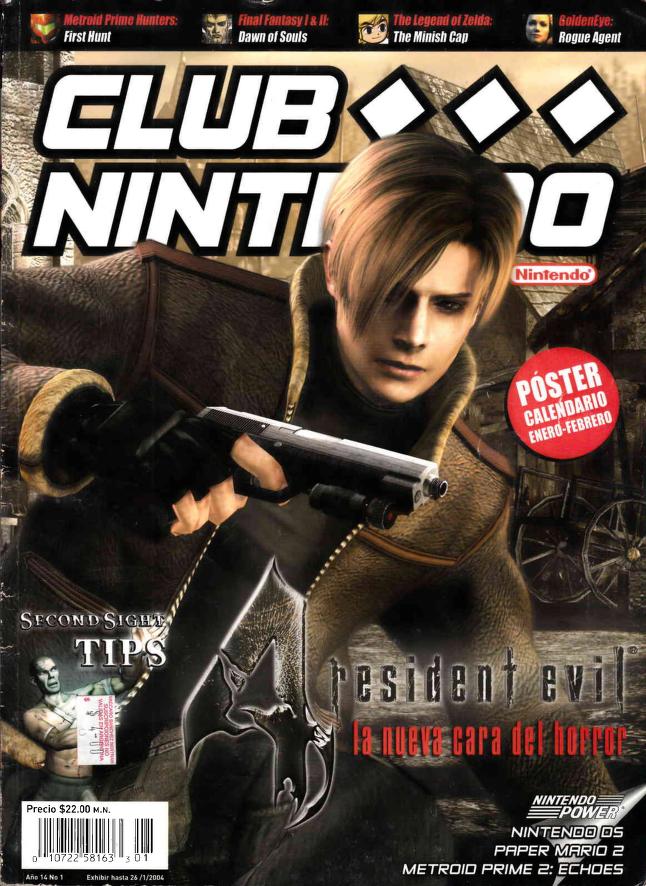 Metroid Prime Hunters:
First Hunt
Final Fantasy I & II:
Dawn of Souls
The Legend of Zelda:
The Minish Cap
GoldenEye:
Rogue Agent
CLUB
NINTENDO
Nintendo®
PÓSTER
CALENDARIO
ENERO-FEBRERO
SECOND SIGHT
TIPS
4
resident evil®
la nueva cara del horror
Precio $22.00 M.N.
0 10722 58163 3 01
Año 14 No 1 Exhibir hasta 26 /1/2004
NINTENDO
POWER
NINTENDO DS
PAPER MARIO 2
METROID PRIME 2: ECHOES